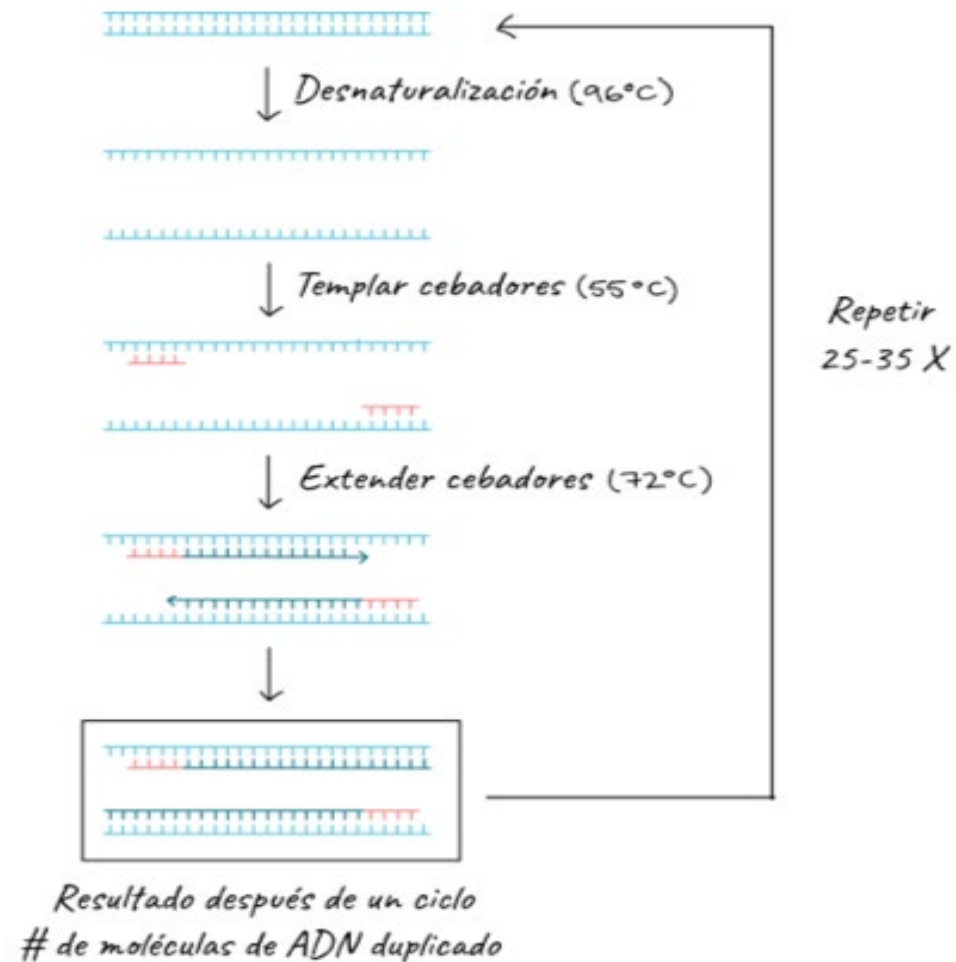 Desnaturalización (96°C)
Templar cebadores (55°C)
Repetir
25-35 X
Extender cebadores (72°C)
Resultado después de un ciclo
# de moléculas de ADN duplicado